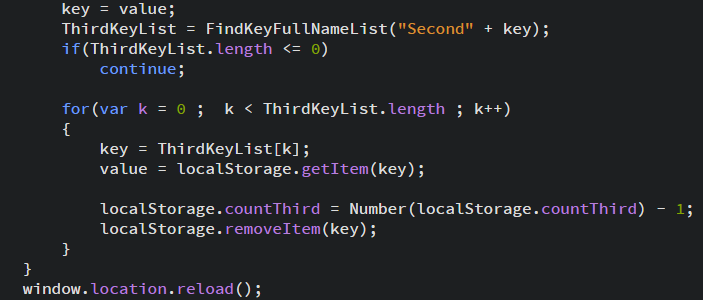 key = value;
ThirdKeyList = FindKeyFullNameList("Second" + key);
if(ThirdKeyList.length <= 0)
continue;
for(var k = 0 ;  k < ThirdKeyList.length ; k++)
{
key = ThirdKeyList[k];
value = localStorage.getItem(key);
localStorage.countThird = Number(localStorage.countThird) - 1;
localStorage.removeItem(key);
}
}
window.location.reload();